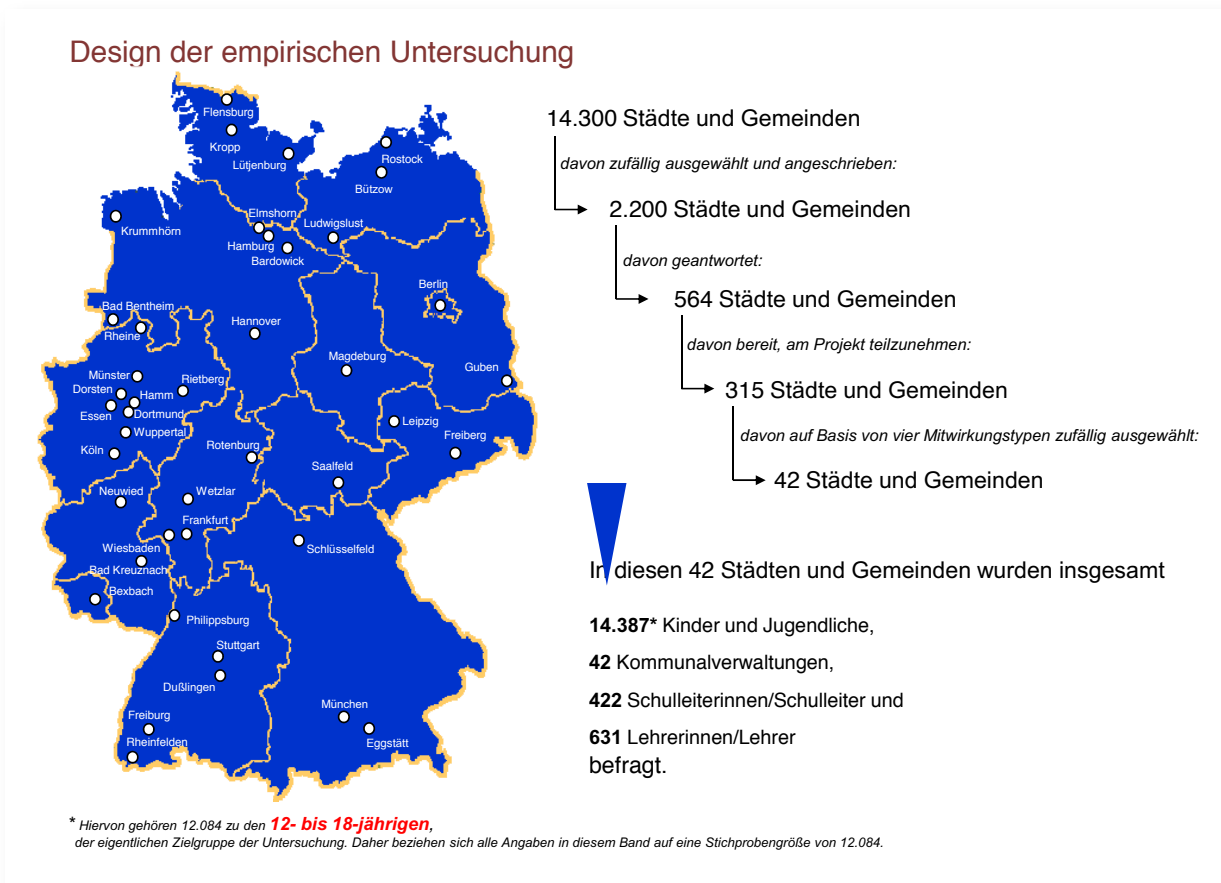 Design der empirischen Untersuchung
Flensburg
Kropp
Lütjenburg
Rostock
Bützow
Krummhörn
Elmshorn
Hamburg
Bardowick
Ludwigslust
Berlin
Bad Bentheim
Rheine
Hannover
Magdeburg
Guben
Münster
Dorsten
Rietberg
Hamm
Essen
Dortmund
Wuppertal
Köln
Rotenburg
Leipzig
Freiberg
Saalfeld
Neuwied
Wetzlar
Frankfurt
Wiesbaden
Bad Kreuznach
Schlüsselfeld
Bexbach
Philippsburg
Stuttgart
Dußlingen
München
Freiburg
Eggstätt
Rheinfelden
14.300 Städte und Gemeinden
davon zufällig ausgewählt und angeschrieben:
2.200 Städte und Gemeinden
davon geantwortet:
564 Städte und Gemeinden
davon bereit, am Projekt teilzunehmen:
315 Städte und Gemeinden
davon auf Basis von vier Mitwirkungstypen zufällig ausgewählt:
42 Städte und Gemeinden
In diesen 42 Städten und Gemeinden wurden insgesamt
14.387* Kinder und Jugendliche,
42 Kommunalverwaltungen,
422 Schulleiterinnen/Schulleiter und
631 Lehrerinnen/Lehrer
befragt.
* Hiervon gehören 12.084 zu den 12- bis 18-jährigen,
der eigentlichen Zielgruppe der Untersuchung. Daher beziehen sich alle Angaben in diesem Band auf eine Stichprobengröße von 12.084.